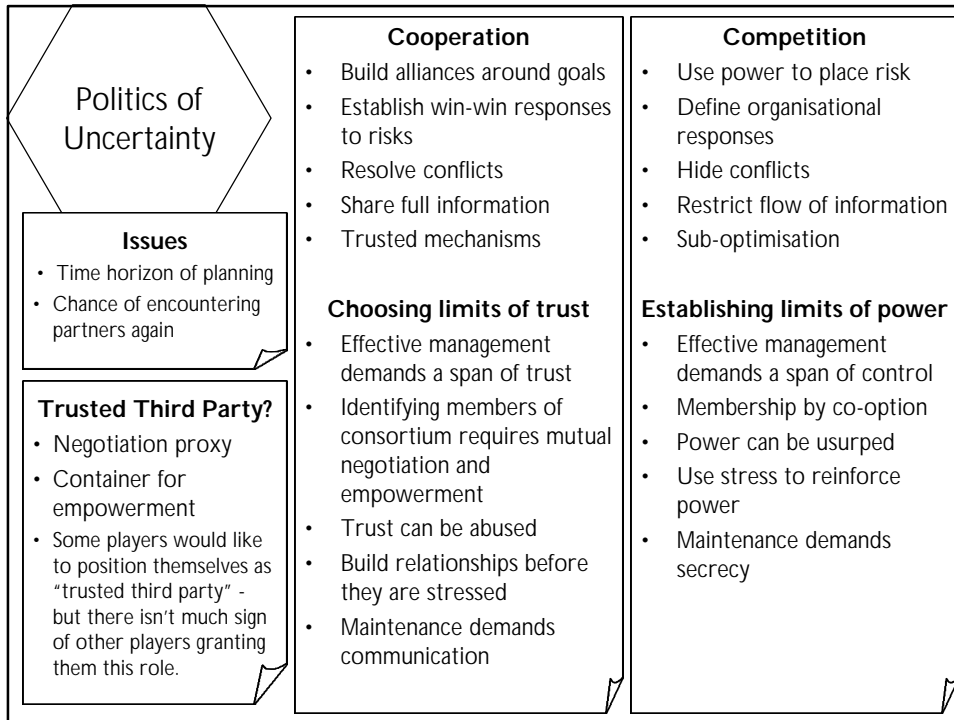 Politics of
Uncertainty
Issues
• Time horizon of planning
• Chance of encountering
partners again
Trusted Third Party?
• Negotiation proxy
• Container for
empowerment
• Some players would like
to position themselves as
“trusted third party” -
but there isn’t much sign
of other players granting
them this role.
Cooperation
• Build alliances around goals
• Establish win-win responses
to risks
• Resolve conflicts
• Share full information
• Trusted mechanisms
Choosing limits of trust
• Effective management
demands a span of trust
• Identifying members of
consortium requires mutual
negotiation and
empowerment
• Trust can be abused
• Build relationships before
they are stressed
• Maintenance demands
communication
Competition
• Use power to place risk
• Define organisational
responses
• Hide conflicts
• Restrict flow of information
• Sub-optimisation
Establishing limits of power
• Effective management
demands a span of control
• Membership by co-option
• Power can be usurped
• Use stress to reinforce
power
• Maintenance demands
secrecy